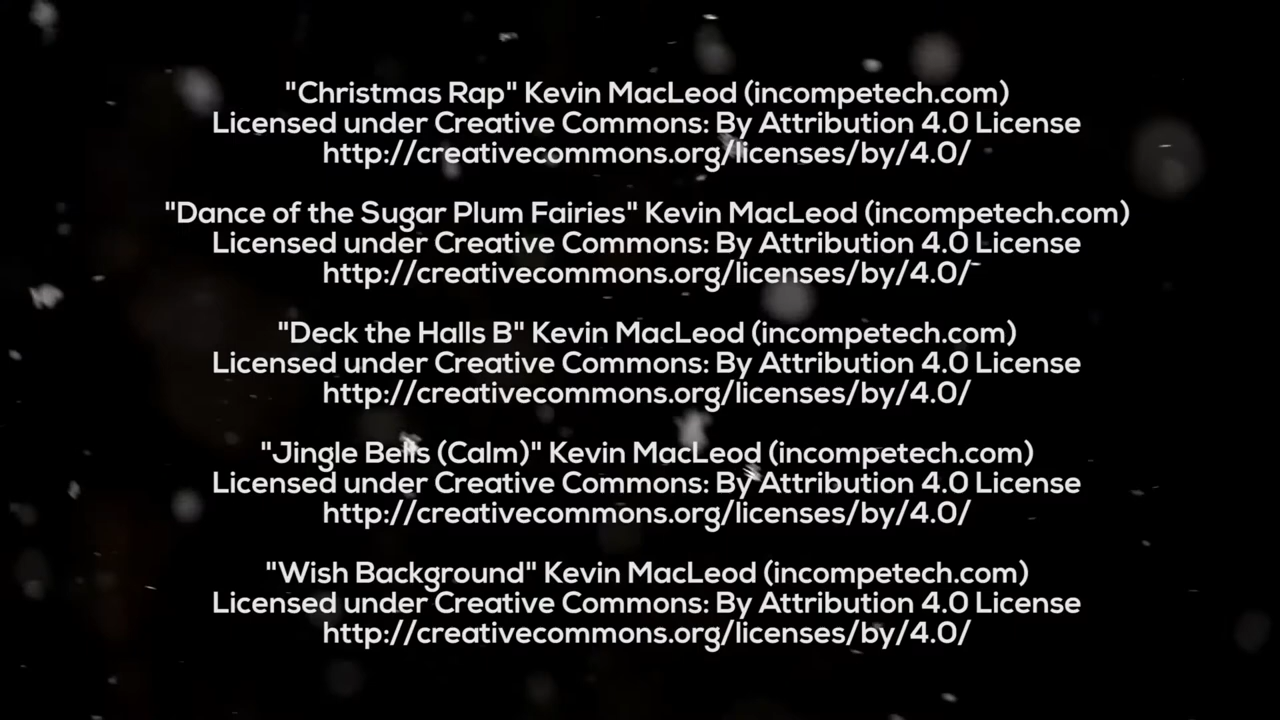 "Christmas Rap" Kevin MacLeod (incompetech.com)
Licensed under Creative Commons: By Attribution 4.0 License
http://creativecommons.org/licenses/by/4.0/
"Dance of the Sugar Plum Fairies" Kevin MacLeod (incompetech.com)
Licensed under Creative Commons: By Attribution 4.0 License
http://creativecommons.org/licenses/by/4.0/
"Deck the Halls B" Kevin MacLeod (incompetech.com)
Licensed under Creative Commons: By Attribution 4.0 License
http://creativecommons.org/licenses/by/4.0/
"Jingle Bells (Calm)" Kevin MacLeod (incompetech.com)
Licensed under Creative Commons: By Attribution 4.0 License
http://creativecommons.org/licenses/by/4.0/
"Wish Background" Kevin MacLeod (incompetech.com)
Licensed under Creative Commons: By Attribution 4.0 License
http://creativecommons.org/licenses/by/4.0/